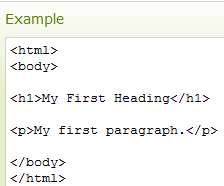 Example
<html>
<body>
<h1>My First Heading</h1>
<p>My first paragraph.</p>
</body>
</html>